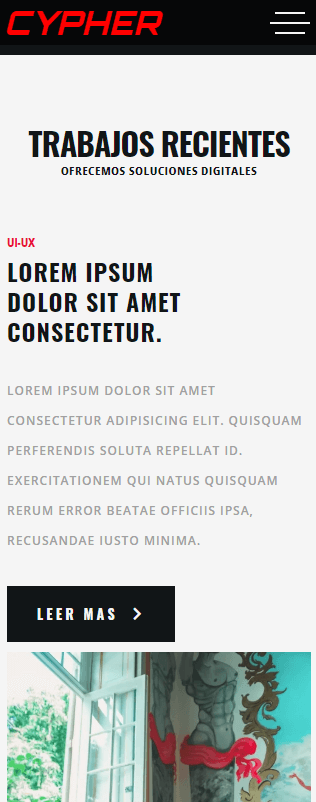 CYPHER
TRABAJOS RECIENTES
OFRECEMOS SOLUCIONES DIGITALES
UI-UX
LOREM IPSUM
DOLOR SIT AMET
CONSECTETUR.
LOREM IPSUM DOLOR SIT AMET
CONSECTETUR ADIPISICING ELIT. QUISQUAM
PERFERENDIS SOLUTA REPELLAT ID.
EXERCITATIONEM QUI NATUS QUISQUAM
RERUM ERROR BEATAE OFFICIIS IPSA,
RECUSANDAE IUSTO MINIMA.
LEER MAS